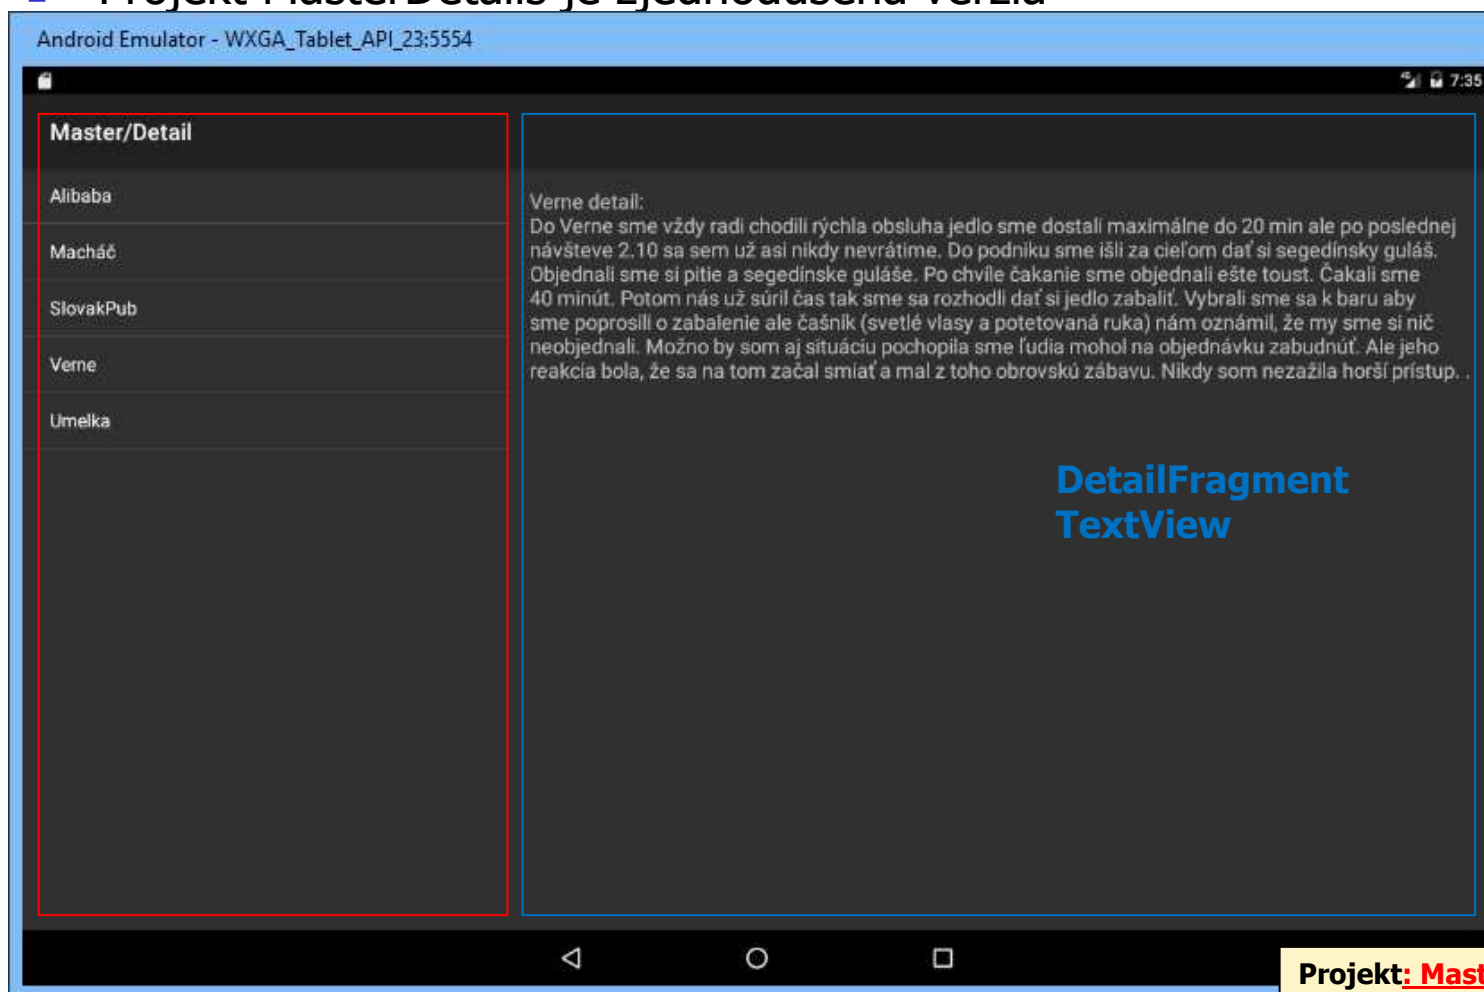 Projekt MasterDetails je zjednodušená verzia
Android Emulator - WXGA_Tablet_API_23:5554
7:35
Master/Detail
Alibaba
Macháč
SlovakPub
Verne
Umelka
Verne detail:
Do Verne sme vždy radi chodili rýchla obsluha jedlo sme dostali maximálne do 20 min ale po poslednej
návšteve 2.10 sa sem už asi nikdy nevrátime. Do podniku sme išli za cieľom dať si segedínsky guláš.
Objednali sme si pitie a segedínske guláše. Po chvíle čakanie sme objednali ešte toust. Čakali sme
40 minút. Potom nás už súril čas tak sme sa rozhodli dať si jedlo zabaliť. Vybrali sme sa k baru aby
sme poprosili o zabalenie ale čašník (svetlé vlasy a potetovaná ruka) nám oznámil, že my sme si nič
neobjednali. Možno by som aj situáciu pochopila sme ľudia mohol na objednávku zabudnúť. Ale jeho
reakcia bola, že sa na tom začal smiať a mal z toho obrovskú zábavu. Nikdy som nezažila horší prístup. .
DetailFragment
TextView
Projekt: Mast